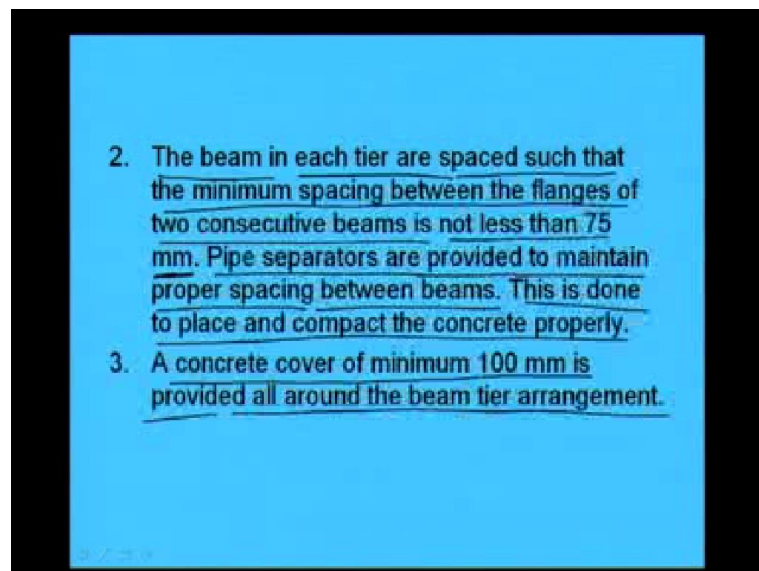 2. The beam in each tier are spaced such that
the minimum spacing between the flanges of
two consecutive beams is not less than 75
mm. Pipe separators are provided to maintain
proper spacing between beams. This is done
to place and compact the concrete properly.
3. A concrete cover of minimum 100 mm is
provided all around the beam tier arrangement.